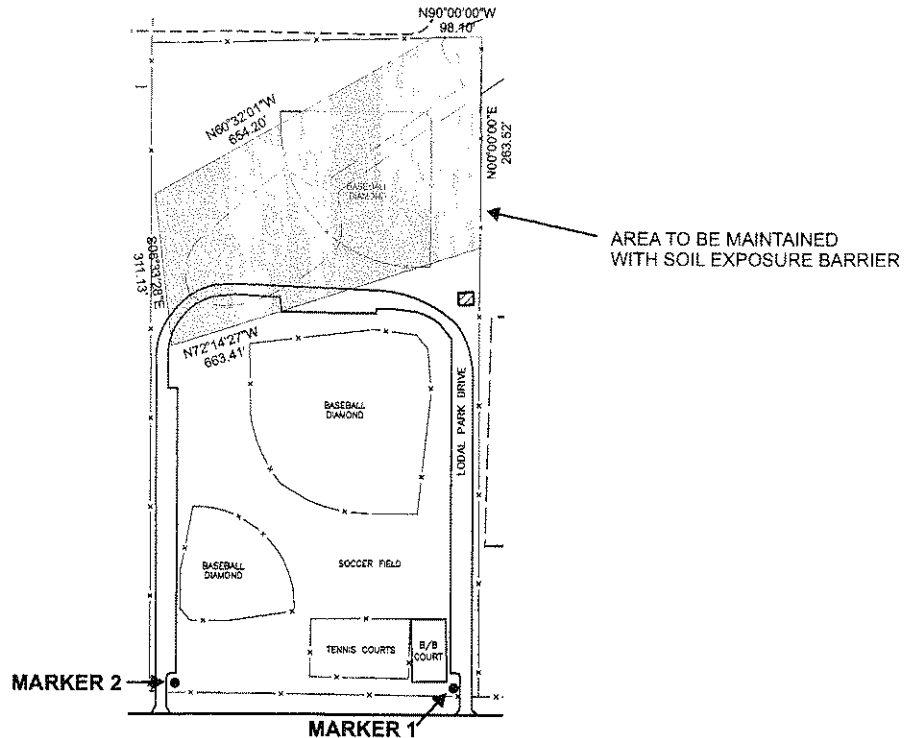 N90°00'00"W
98.10'
N60°32'01"W
654.20'
N00°00'00"E
263.52'
BASEBALL
DIAMOND
AREA TO BE MAINTAINED
WITH SOIL EXPOSURE BARRIER
311.13'
N72°14'27"W
663.41'
BASEBALL
DIAMOND
LODAL PARK DRIVE
BASEBALL
DIAMOND
SOCCER FIELD
TENNIS COURTS
B/B
COURT
MARKER 2
MARKER 1